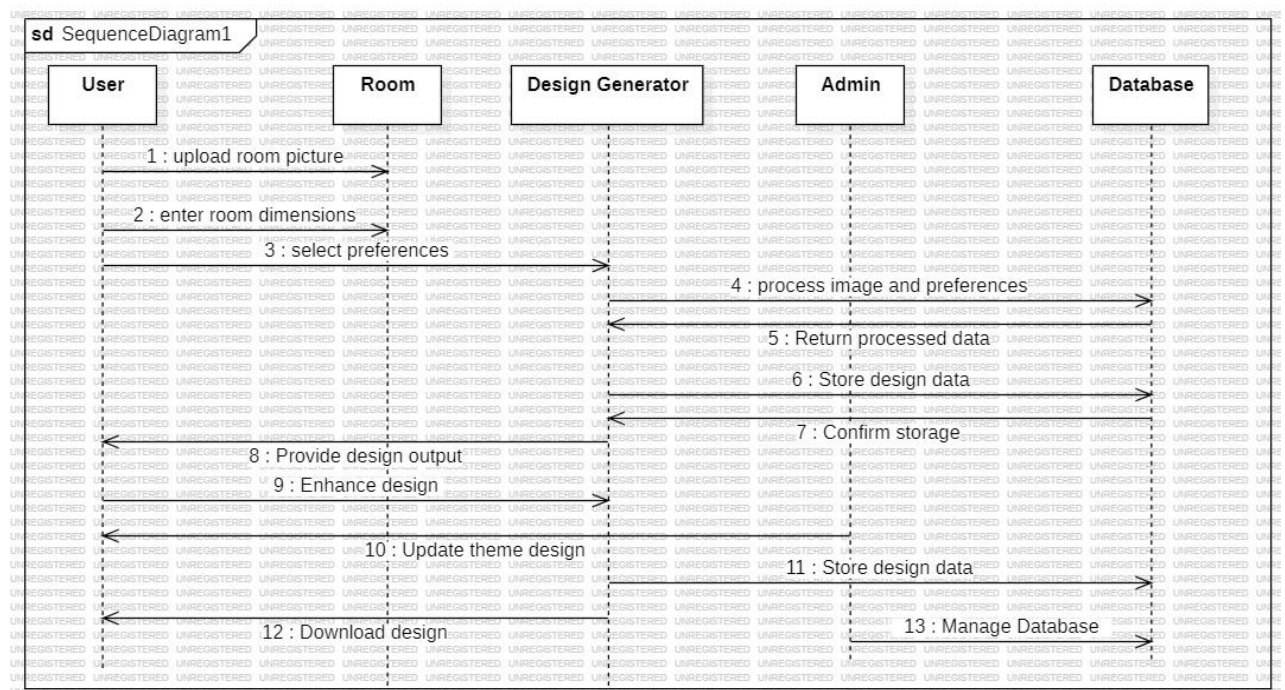 sd SequenceDiagram1
User
Room
Design Generator
Admin
Database
1 : upload room picture
2 : enter room dimensions
3 : select preferences
4 : process image and preferences
5 : Return processed data
6 : Store design data
7 : Confirm storage
8 : Provide design output
9 : Enhance design
10 : Update theme design
11 : Store design data
12 : Download design
13 : Manage Database
UNREGISTERED